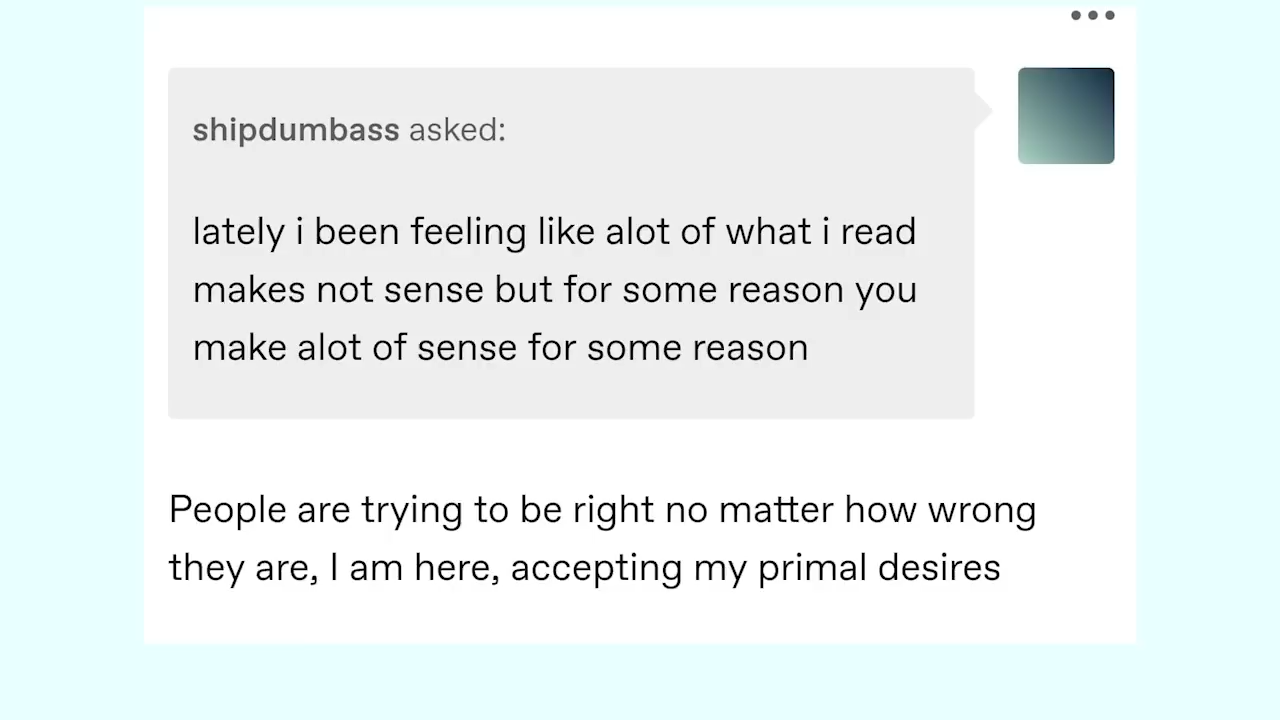 shipdumbass asked:
lately i been feeling like alot of what i read
makes not sense but for some reason you
make alot of sense for some reason
People are trying to be right no matter how wrong
they are, I am here, accepting my primal desires